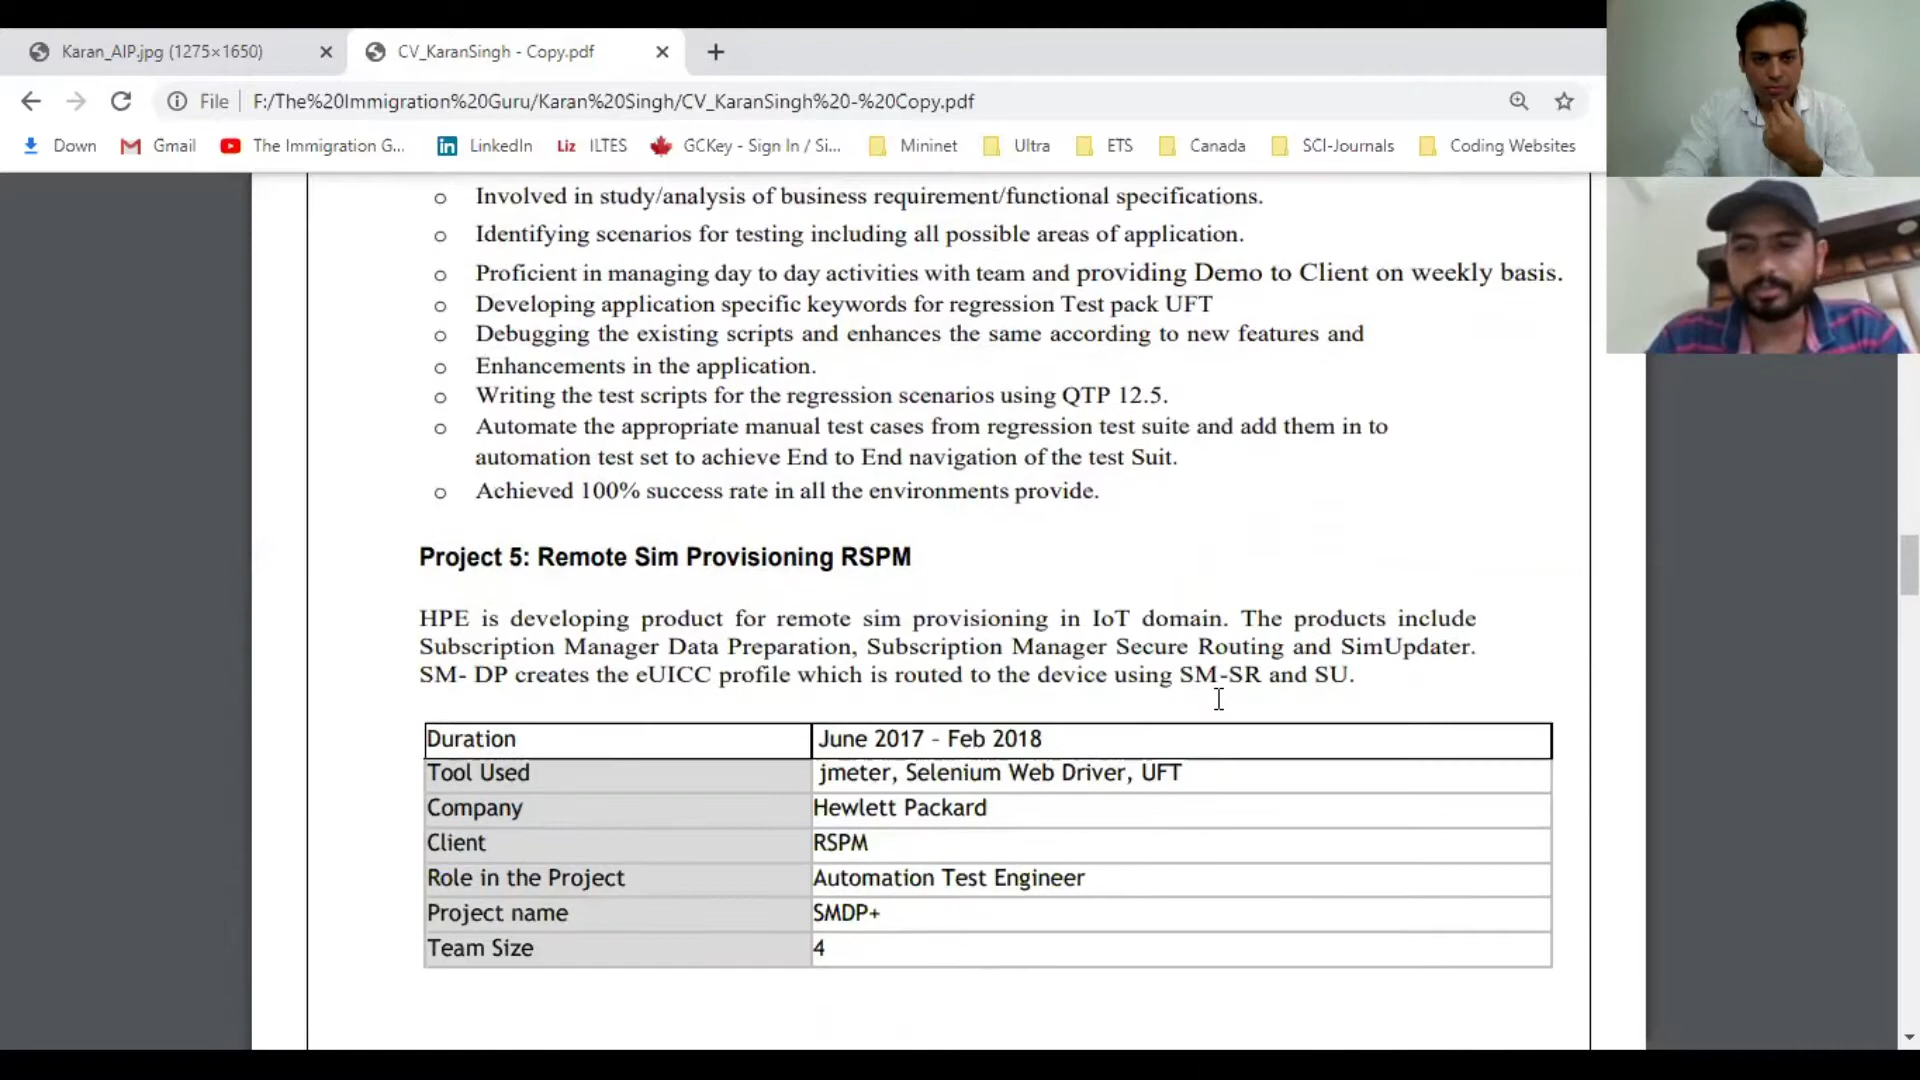 Karan_AIP.jpg (1275×1650)
CV_KaranSingh - Copy.pdf
File F:/The%20Immigration%20Guru/Karan%20Singh/CV_KaranSingh%20-%20Copy.pdf
Down Gmail The Immigration G... LinkedIn Liz ILTES GCKey - Sign In / Si... Mininet Ultra ETS Canada SCI-Journals Coding Websites
o Involved in study/analysis of business requirement/functional specifications.
o Identifying scenarios for testing including all possible areas of application.
o Proficient in managing day to day activities with team and providing Demo to Client on weekly basis.
o Developing application specific keywords for regression Test pack UFT
o Debugging the existing scripts and enhances the same according to new features and
o Enhancements in the application.
o Writing the test scripts for the regression scenarios using QTP 12.5.
o Automate the appropriate manual test cases from regression test suite and add them in to
automation test set to achieve End to End navigation of the test Suit.
o Achieved 100% success rate in all the environments provide.
Project 5: Remote Sim Provisioning RSPM
HPE is developing product for remote sim provisioning in IoT domain. The products include
Subscription Manager Data Preparation, Subscription Manager Secure Routing and SimUpdater.
SM- DP creates the eUICC profile which is routed to the device using SM-SR and SU.
Duration June 2017 – Feb 2018
Tool Used jmeter, Selenium Web Driver, UFT
Company Hewlett Packard
Client RSPM
Role in the Project Automation Test Engineer
Project name SMDP+
Team Size 4